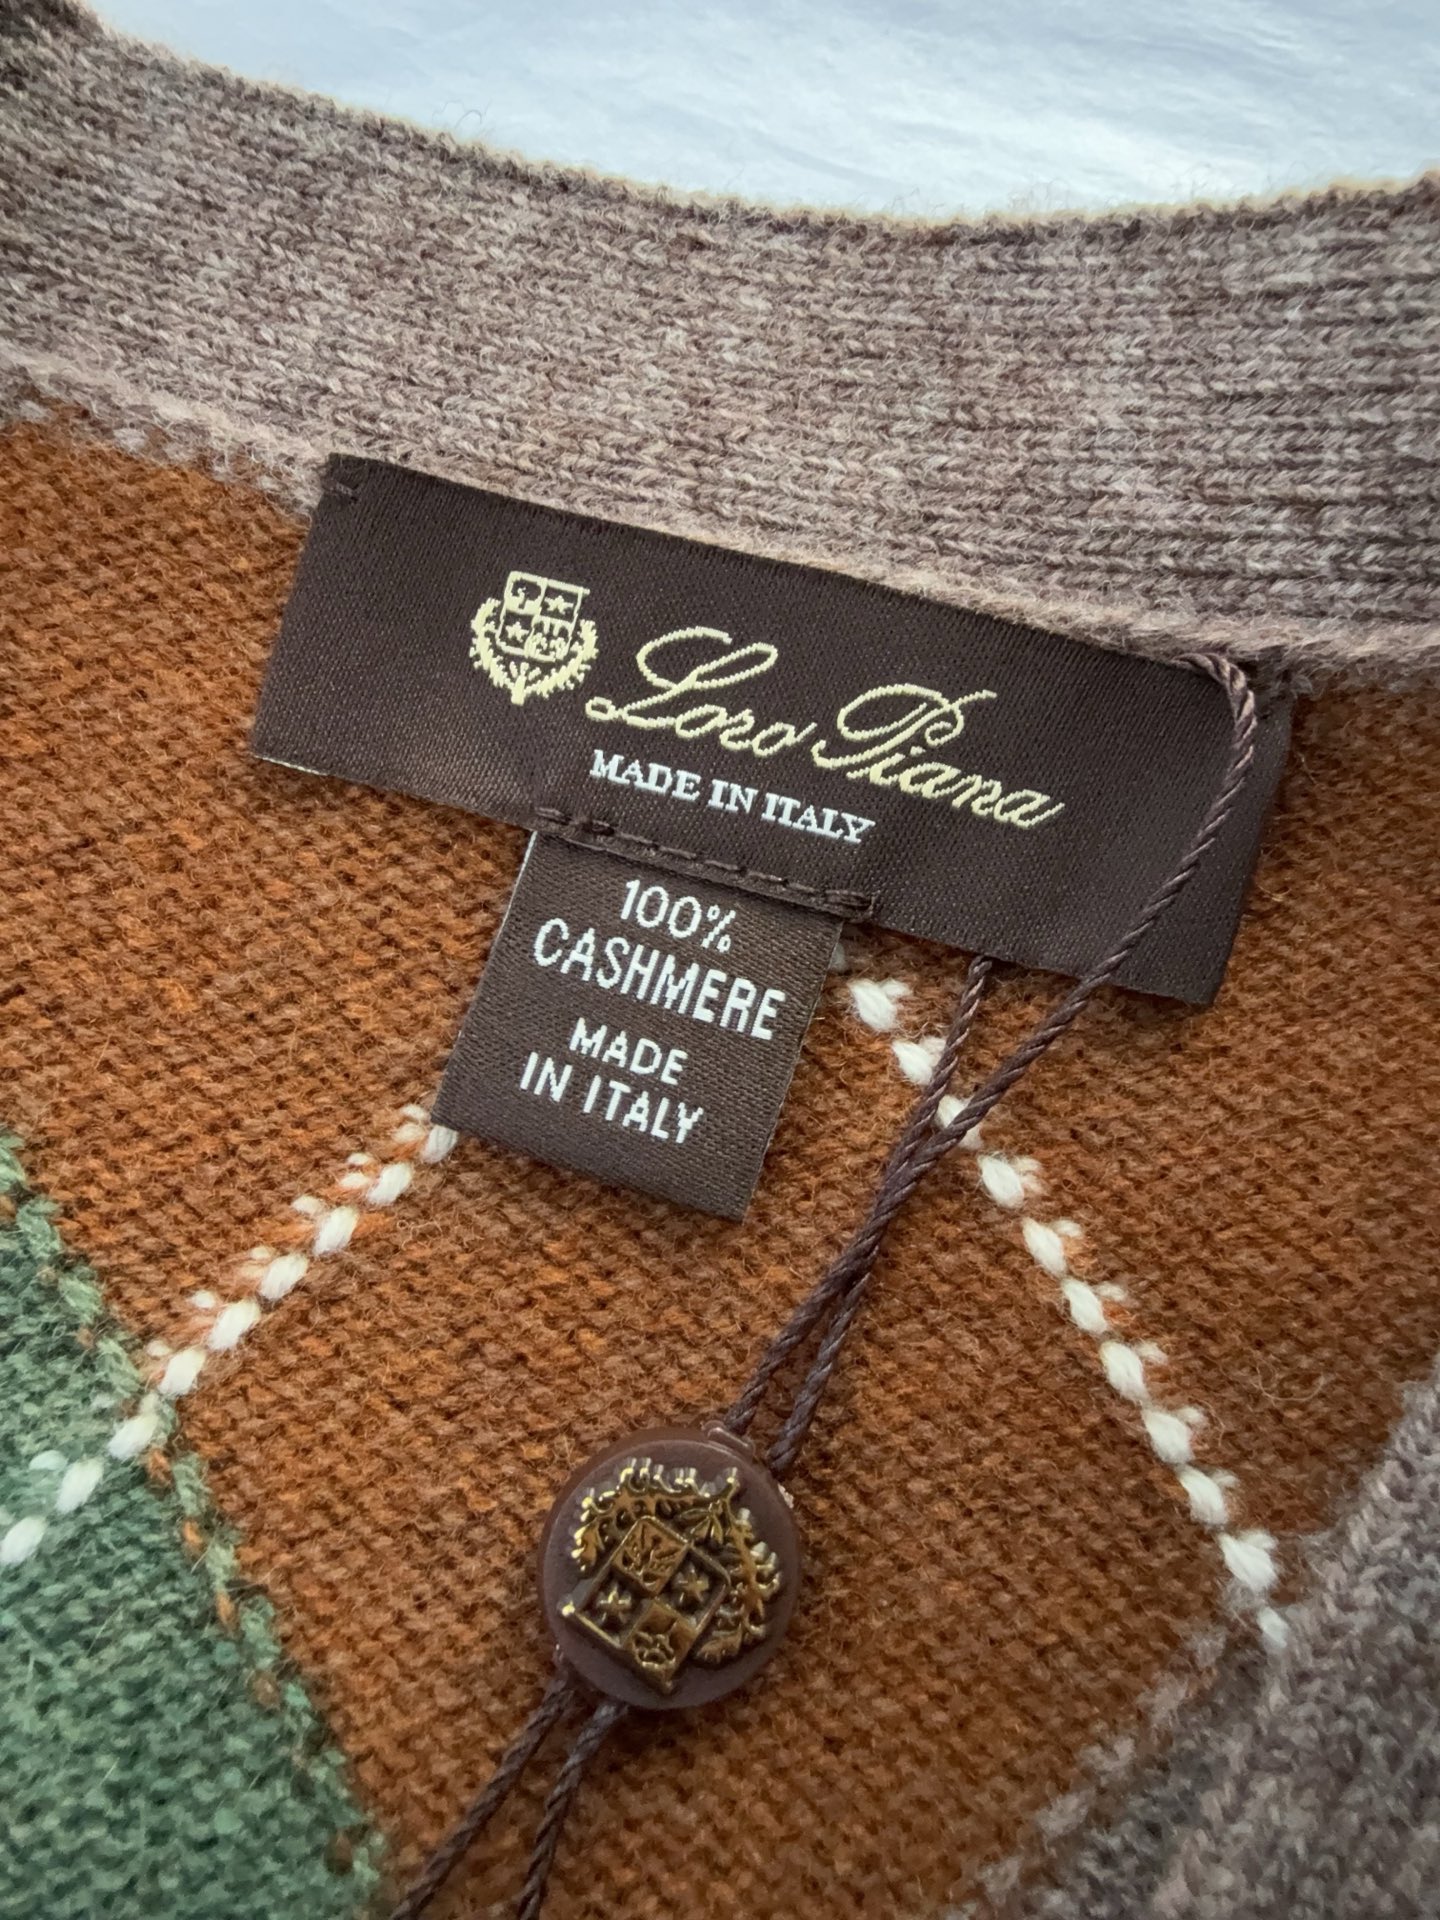 Loro Piana
MADE IN ITALY
100%
CASHMERE
MADE
IN ITALY